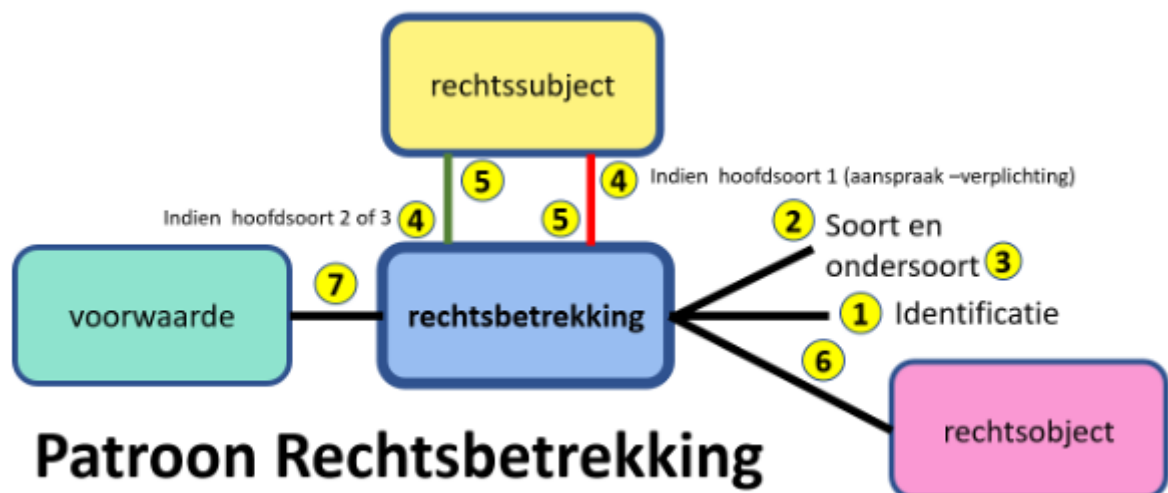 rechtssubject
5
4 Indien hoofdsoort 1 (aanspraak –verplichting)
Indien hoofdsoort 2 of 3 4
5
2 Soort en
ondersoort 3
voorwaarde
7
rechtsbetrekking
1 Identificatie
6
rechtsobject
Patroon Rechtsbetrekking